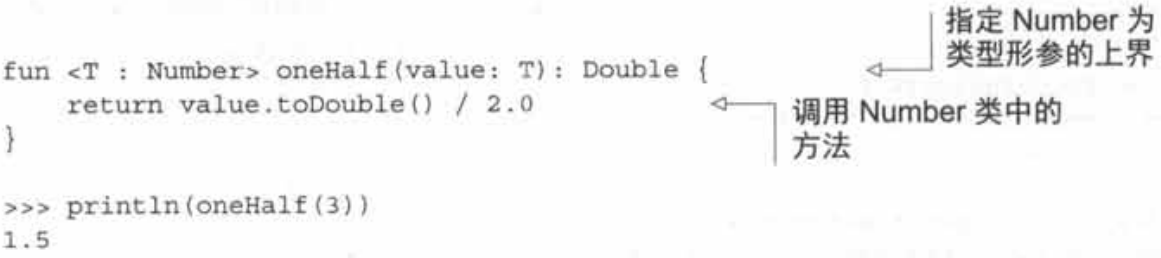 指定 Number 为
类型形参的上界
fun <T : Number> oneHalf(value: T): Double {
    return value.toDouble() / 2.0
调用 Number 类中的
方法
}
>>> println(oneHalf(3))
1.5